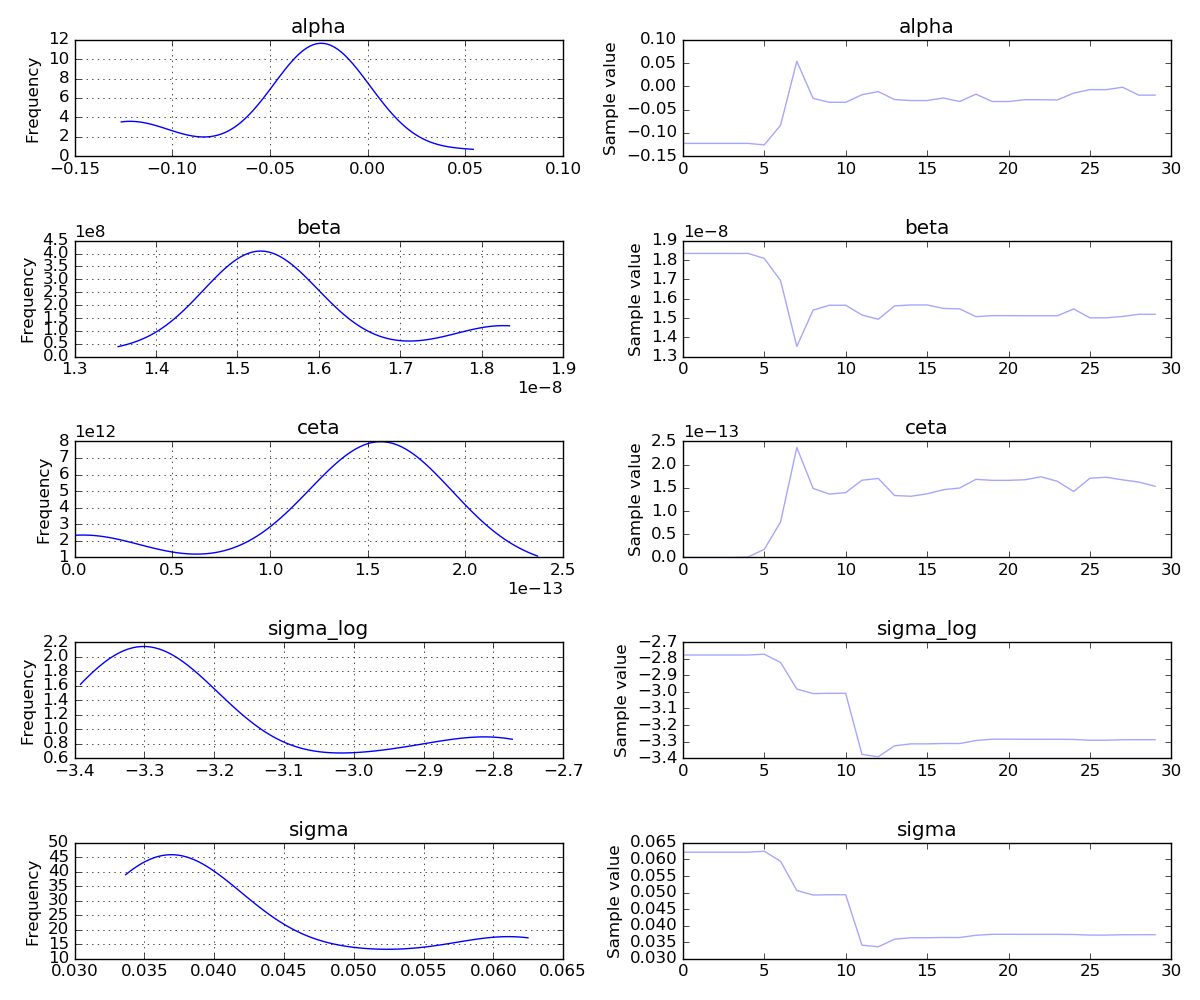 alpha
Frequency
12
10
8
6
4
2
0
−0.15 −0.10 −0.05 0.00 0.05 0.10
alpha
Sample value
0.10
0.05
0.00
−0.05
−0.10
−0.15
0 5 10 15 20 25 30
beta
1e8
Frequency
4.5
4.0
3.5
3.0
2.5
2.0
1.5
1.0
0.5
0.0
1.3 1.4 1.5 1.6 1.7 1.8 1.9
1e−8
beta
1e−8
Sample value
1.9
1.8
1.7
1.6
1.5
1.4
1.3
0 5 10 15 20 25 30
ceta
1e12
Frequency
8
7
6
5
4
3
2
1
0.0 0.5 1.0 1.5 2.0 2.5
1e−13
ceta
1e−13
Sample value
2.5
2.0
1.5
1.0
0.5
0.0
0 5 10 15 20 25 30
sigma_log
Frequency
2.2
2.0
1.8
1.6
1.4
1.2
1.0
0.8
0.6
−3.4 −3.3 −3.2 −3.1 −3.0 −2.9 −2.8 −2.7
sigma_log
Sample value
−2.7
−2.8
−2.9
−3.0
−3.1
−3.2
−3.3
−3.4
0 5 10 15 20 25 30
sigma
Frequency
50
45
40
35
30
25
20
15
10
0.030 0.035 0.040 0.045 0.050 0.055 0.060 0.065
sigma
Sample value
0.065
0.060
0.055
0.050
0.045
0.040
0.035
0.030
0 5 10 15 20 25 30